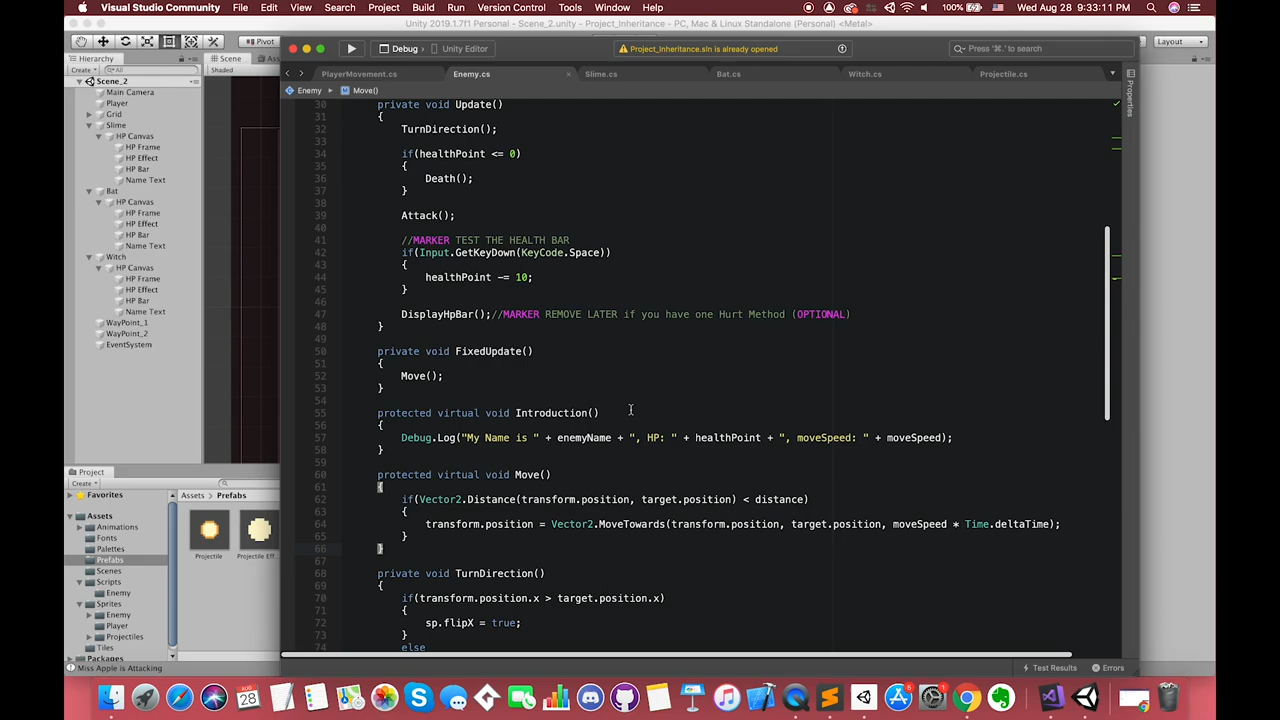 Visual Studio Community File Edit View Search Project Build Run Version Control Tools Window Help 100% Wed Aug 28 9:33:11 PM
Unity 2019.1.7f1 Personal - Scene_2.unity - Project_Inheritance - PC, Mac & Linux Standalone (Personal) <Metal>
Pivot
Debug Unity Editor
Project_Inheritance.sln is already opened
Press '⌘.' to search
Layout
Hierarchy
Scene
Create
All
Shaded
Scene_2
Main Camera
Player
Grid
Slime
HP Canvas
HP Frame
HP Effect
HP Bar
Name Text
Bat
HP Canvas
HP Frame
HP Effect
HP Bar
Name Text
Witch
HP Canvas
HP Frame
HP Effect
HP Bar
Name Text
WayPoint_1
WayPoint_2
EventSystem
PlayerMovement.cs Enemy.cs Slime.cs Bat.cs Witch.cs Projectile.cs
Enemy Move()
Properties
30 private void Update()
31 {
32 TurnDirection();
33
34 if(healthPoint <= 0)
35 {
36 Death();
37 }
38
39 Attack();
40
41 //MARKER TEST THE HEALTH BAR
42 if(Input.GetKeyDown(KeyCode.Space))
43 {
44 healthPoint -= 10;
45 }
46
47 DisplayHpBar();//MARKER REMOVE LATER if you have one Hurt Method (OPTIONAL)
48 }
49
50 private void FixedUpdate()
51 {
52 Move();
53 }
54
55 protected virtual void Introduction()
56 {
57 Debug.Log("My Name is " + enemyName + ", HP: " + healthPoint + ", moveSpeed: " + moveSpeed);
58 }
59
60 protected virtual void Move()
61 {
62 if(Vector2.Distance(transform.position, target.position) < distance)
63 {
64 transform.position = Vector2.MoveTowards(transform.position, target.position, moveSpeed * Time.deltaTime);
65 }
66 }
67
68 private void TurnDirection()
69 {
70 if(transform.position.x > target.position.x)
71 {
72 sp.flipX = true;
73 }
74 else
Project
Create
Favorites
Assets
Animations
Fonts
Palettes
Prefabs
Scenes
Scripts
Enemy
Sprites
Enemy
Player
Projectiles
Tiles
Packages
Assets Prefabs
Projectile Projectile Eff...
Miss Apple is Attacking
Test Results Errors
AUG
28